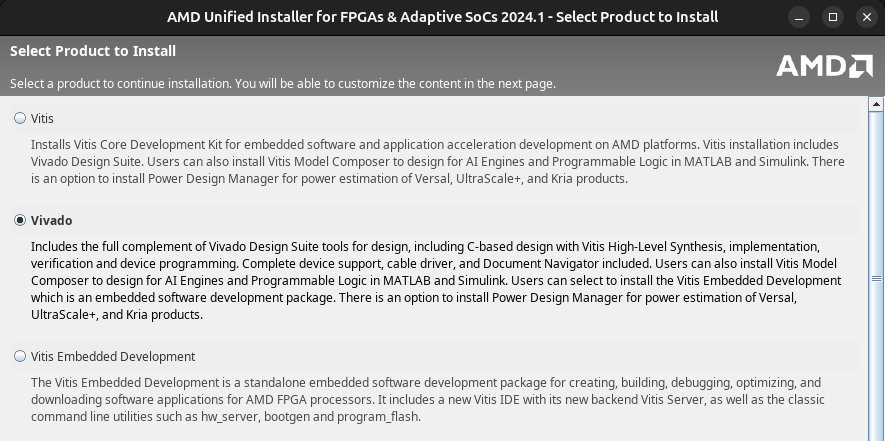 AMD Unified Installer for FPGAs & Adaptive SoCs 2024.1 - Select Product to Install
Select Product to Install
Select a product to continue installation. You will be able to customize the content in the next page.
AMD
Vitis
Installs Vitis Core Development Kit for embedded software and application acceleration development on AMD platforms. Vitis installation includes
Vivado Design Suite. Users can also install Vitis Model Composer to design for AI Engines and Programmable Logic in MATLAB and Simulink. There
is an option to install Power Design Manager for power estimation of Versal, UltraScale+, and Kria products.
Vivado
Includes the full complement of Vivado Design Suite tools for design, including C-based design with Vitis High-Level Synthesis, implementation,
verification and device programming. Complete device support, cable driver, and Document Navigator included. Users can also install Vitis Model
Composer to design for AI Engines and Programmable Logic in MATLAB and Simulink. Users can select to install the Vitis Embedded Development
which is an embedded software development package. There is an option to install Power Design Manager for power estimation of Versal,
UltraScale+, and Kria products.
Vitis Embedded Development
The Vitis Embedded Development is a standalone embedded software development package for creating, building, debugging, optimizing, and
downloading software applications for AMD FPGA processors. It includes a new Vitis IDE with its new backend Vitis Server, as well as the classic
command line utilities such as hw_server, bootgen and program_flash.